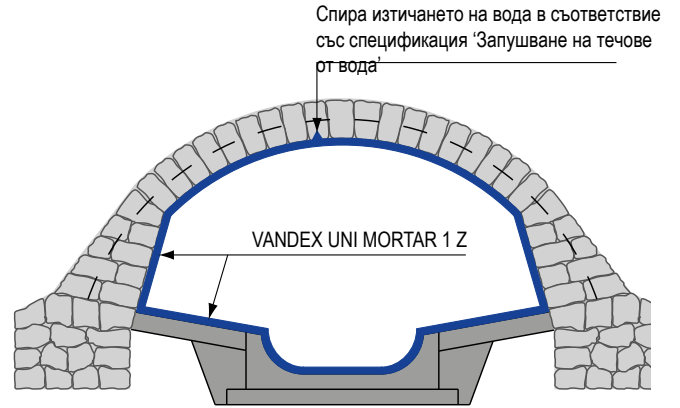 Спира изтичането на вода в съответствие
със спецификация ‘Запушване на течове
от вода’
VANDEX UNI MORTAR 1 Z